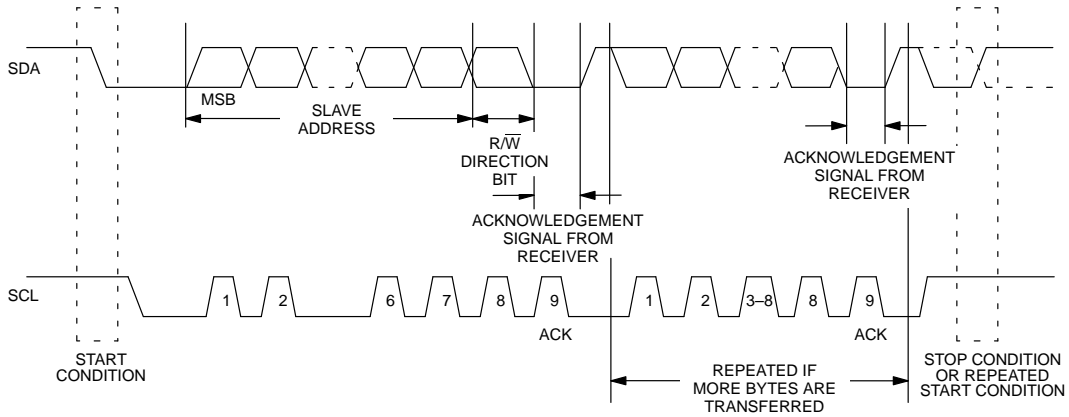 SDA
MSB
SLAVE
ADDRESS
R/W̅
DIRECTION
BIT
ACKNOWLEDGEMENT
SIGNAL FROM
RECEIVER
ACKNOWLEDGEMENT
SIGNAL FROM
RECEIVER
SCL
1 2 6 7 8 9 1 2 3–8 8 9
ACK ACK
START
CONDITION
REPEATED IF
MORE BYTES ARE
TRANSFERRED
STOP CONDITION
OR REPEATED
START CONDITION